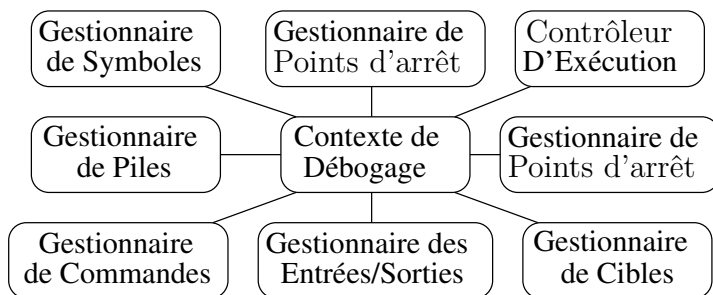 Gestionnaire
de Symboles
Gestionnaire de
Points d'arrêt
Contrôleur
D'Exécution
Gestionnaire
de Piles
Contexte de
Débogage
Gestionnaire de
Points d'arrêt
Gestionnaire
de Commandes
Gestionnaire des
Entrées/Sorties
Gestionnaire
de Cibles